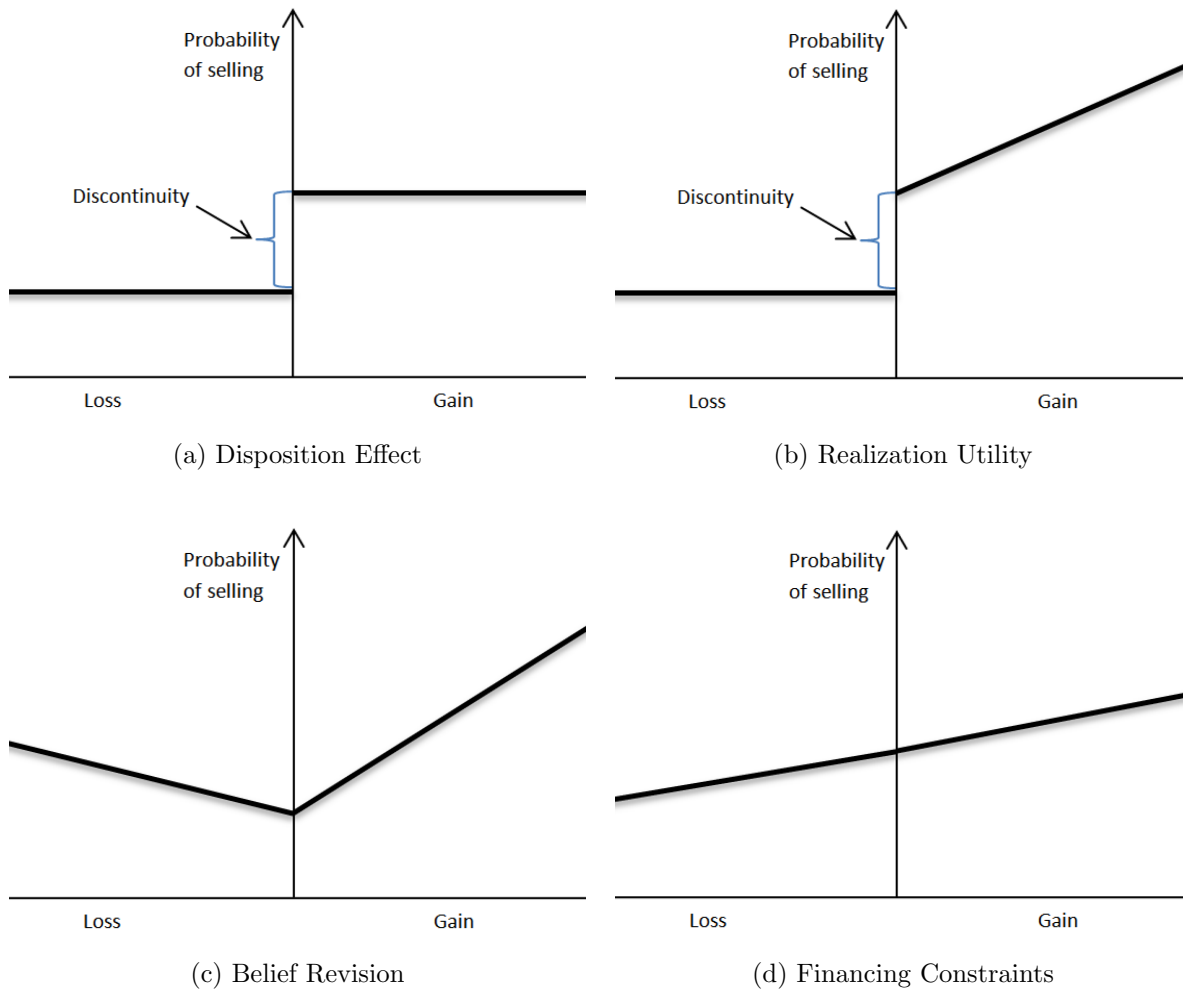 Probability
of selling
Discontinuity
Loss
Gain
(a) Disposition Effect
Probability
of selling
Discontinuity
Loss
Gain
(b) Realization Utility
Probability
of selling
Loss
Gain
(c) Belief Revision
Probability
of selling
Loss
Gain
(d) Financing Constraints